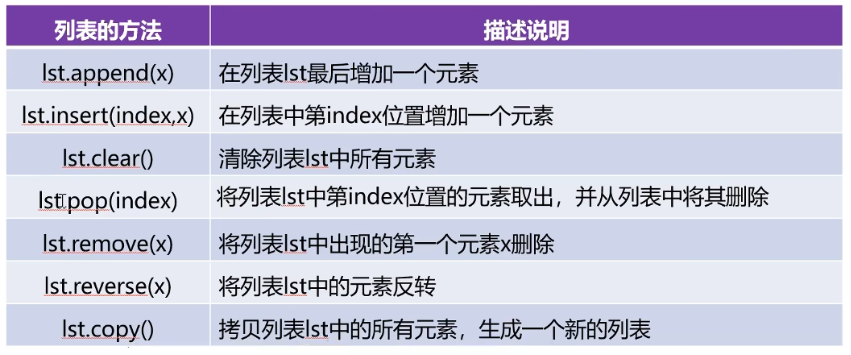 列表的方法 描述说明
lst.append(x) 在列表lst最后增加一个元素
lst.insert(index,x) 在列表中第index位置增加一个元素
lst.clear() 清除列表lst中所有元素
lst.pop(index) 将列表lst中第index位置的元素取出，并从列表中将其删除
lst.remove(x) 将列表lst中出现的第一个元素x删除
lst.reverse(x) 将列表lst中的元素反转
lst.copy() 拷贝列表lst中的所有元素，生成一个新的列表